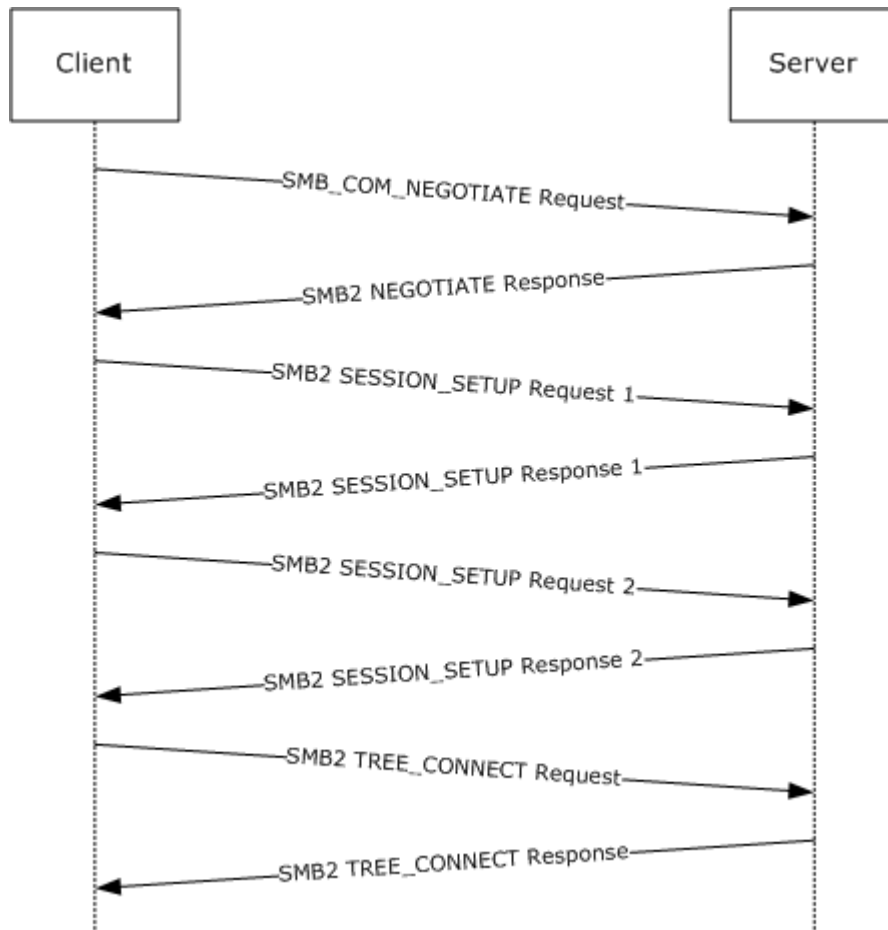 Client
Server
SMB_COM_NEGOTIATE Request
SMB2 NEGOTIATE Response
SMB2 SESSION_SETUP Request 1
SMB2 SESSION_SETUP Response 1
SMB2 SESSION_SETUP Request 2
SMB2 SESSION_SETUP Response 2
SMB2 TREE_CONNECT Request
SMB2 TREE_CONNECT Response